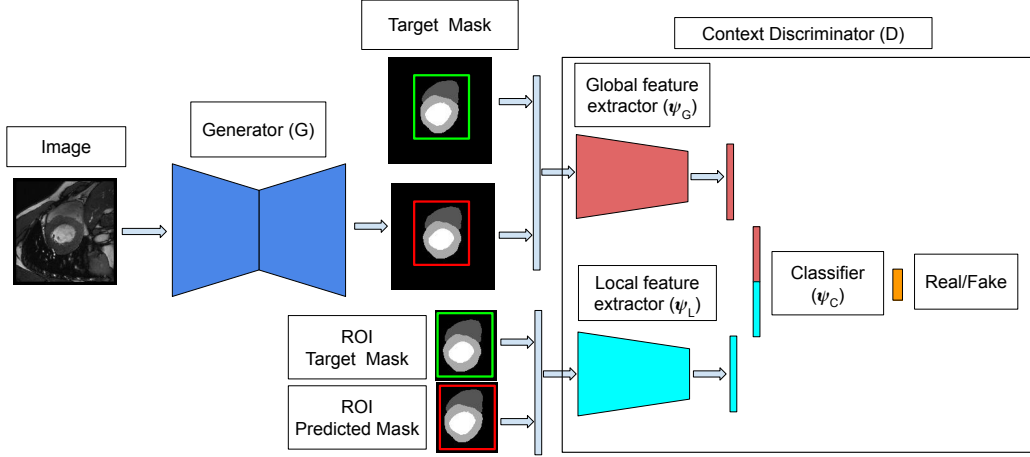 Target Mask
Context Discriminator (D)
Global feature
extractor (ψG)
Generator (G)
Image
Local feature
extractor (ψL)
Classifier
(ψC)
Real/Fake
ROI
Target Mask
ROI
Predicted Mask